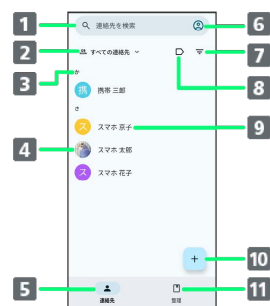 1
連絡先を検索
6
2
すべての連絡先
7
3
か
8
携
携帯 三郎
さ
ス
スマホ 京子
9
4
スマホ 太郎
ス
スマホ 花子
+
10
5
連絡先
整理
11